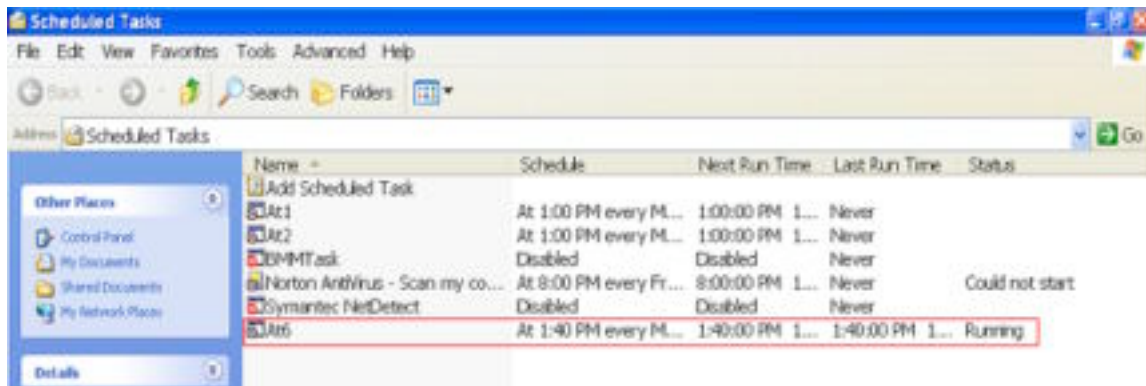 Scheduled Tasks
File Edit View Favorites Tools Advanced Help
Back Search Folders
Address Scheduled Tasks Go
Name Schedule Next Run Time Last Run Time Status
Add Scheduled Task
At1 At 1:00 PM every M... 1:00:00 PM 1... Never
At2 At 1:00 PM every M... 1:00:00 PM 1... Never
BMMTask Disabled Disabled Never
Norton AntiVirus - Scan my co... At 8:00 PM every Fr... 8:00:00 PM 1... Never Could not start
Symantec NetDetect Disabled Disabled Never
At6 At 1:40 PM every M... 1:40:00 PM 1... 1:40:00 PM 1... Running
Other Places
Control Panel
My Documents
Shared Documents
My Network Places
Details